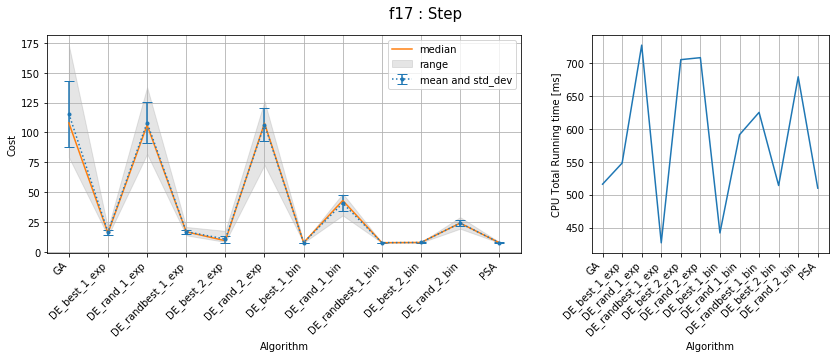 f17 : Step
175
150
125
100
75
50
25
0
Cost
median
range
mean and std_dev
GA
DE_best_1_exp
DE_rand_1_exp
DE_randbest_1_exp
DE_best_2_exp
DE_rand_2_exp
DE_best_1_bin
DE_rand_1_bin
DE_randbest_1_bin
DE_best_2_bin
DE_rand_2_bin
PSA
Algorithm
700
650
600
550
500
450
CPU Total Running time [ms]
GA
DE_best_1_exp
DE_rand_1_exp
DE_randbest_1_exp
DE_best_2_exp
DE_rand_2_exp
DE_best_1_bin
DE_rand_1_bin
DE_randbest_1_bin
DE_best_2_bin
DE_rand_2_bin
PSA
Algorithm